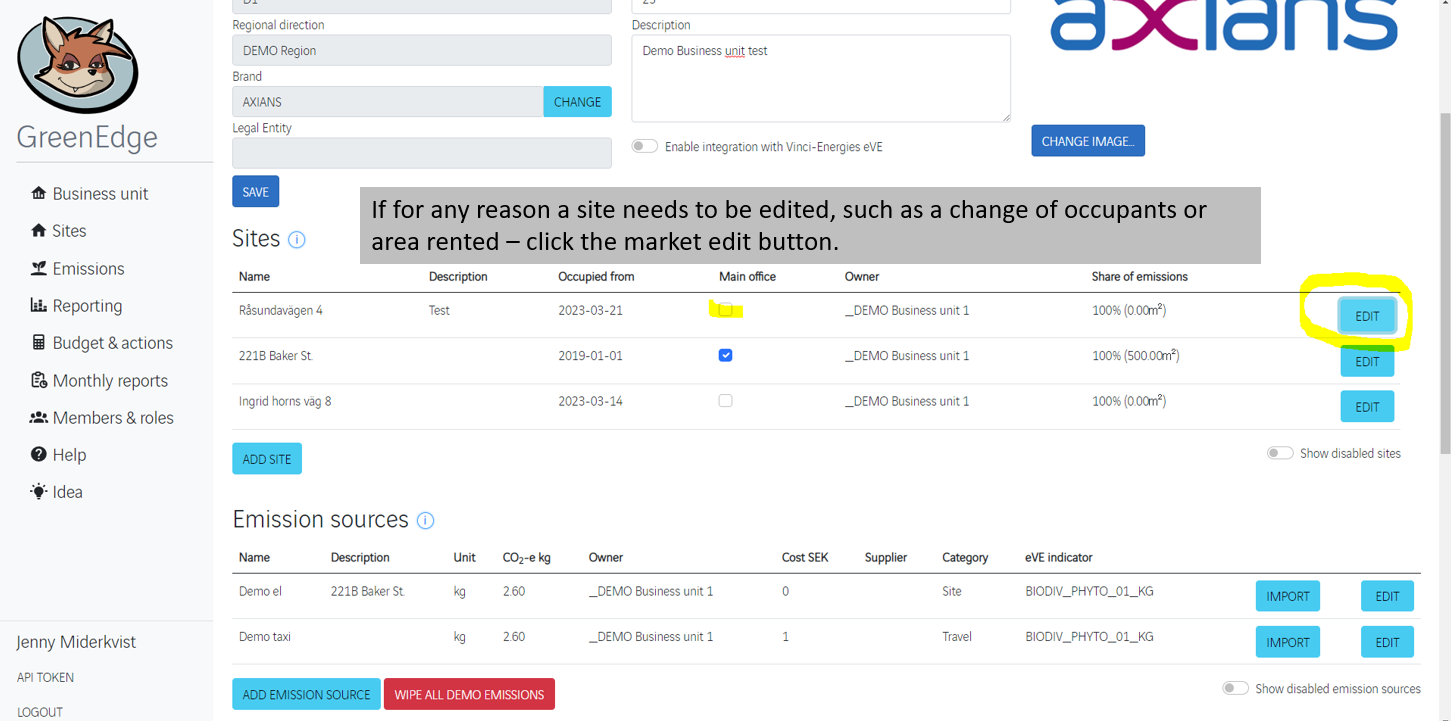 D1
25
axians
Regional direction
Description
DEMO Region
Demo Business unit test
Brand
AXIANS
CHANGE
Legal Entity
Enable integration with Vinci-Energies eVE
CHANGE IMAGE...
SAVE
GreenEdge
Business unit
Sites
Emissions
Reporting
Budget & actions
Monthly reports
Members & roles
Help
Idea
Jenny Miderkvist
API TOKEN
LOGOUT
If for any reason a site needs to be edited, such as a change of occupants or
area rented – click the market edit button.
Sites i
Name Description Occupied from Main office Owner Share of emissions
Råsundavägen 4 Test 2023-03-21 _DEMO Business unit 1 100% (0.00m²) EDIT
221B Baker St. 2019-01-01 _DEMO Business unit 1 100% (500.00m²) EDIT
Ingrid horns väg 8 2023-03-14 _DEMO Business unit 1 100% (0.00m²) EDIT
ADD SITE
Show disabled sites
Emission sources i
Name Description Unit CO₂-e kg Owner Cost SEK Supplier Category eVE indicator
Demo el 221B Baker St. kg 2.60 _DEMO Business unit 1 0 Site BIODIV_PHYTO_01_KG IMPORT EDIT
Demo taxi kg 2.60 _DEMO Business unit 1 1 Travel BIODIV_PHYTO_01_KG IMPORT EDIT
ADD EMISSION SOURCE
WIPE ALL DEMO EMISSIONS
Show disabled emission sources